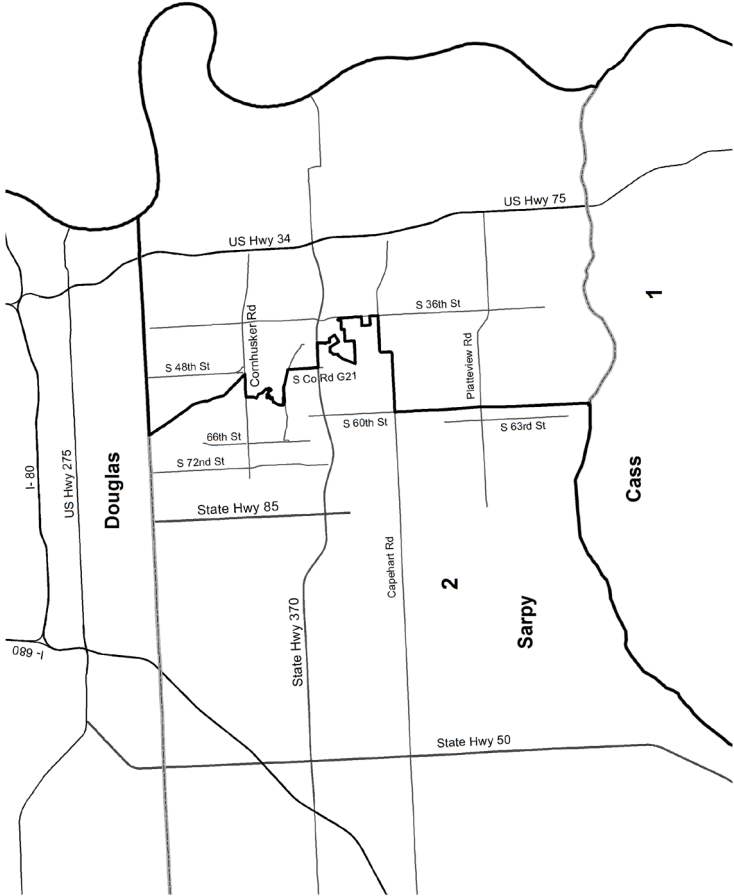 US Hwy 75
US Hwy 34
1
S 36th St
Cornhusker Rd
Platteview Rd
S 48th St
S Co Rd G21
S 60th St
S 63rd St
66th St
S 72nd St
I- 80
US Hwy 275
Douglas
Cass
State Hwy 85
Capehart Rd
2
Sarpy
State Hwy 370
I- 680
State Hwy 50